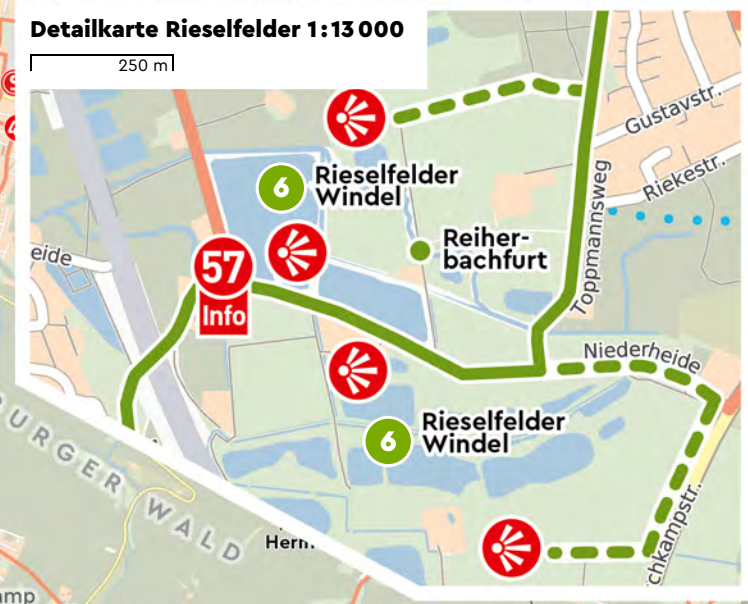 Detailkarte Rieselfelder 1:13 000
250 m
Gustavstr.
6
Rieselfelder
Windel
Riekestr.
Toppmannsweg
Reiher-
bachfurt
eide
57
Info
Niederheide
6
Rieselfelder
Windel
BURGER WALD
Herm.
chkampstr.
amp